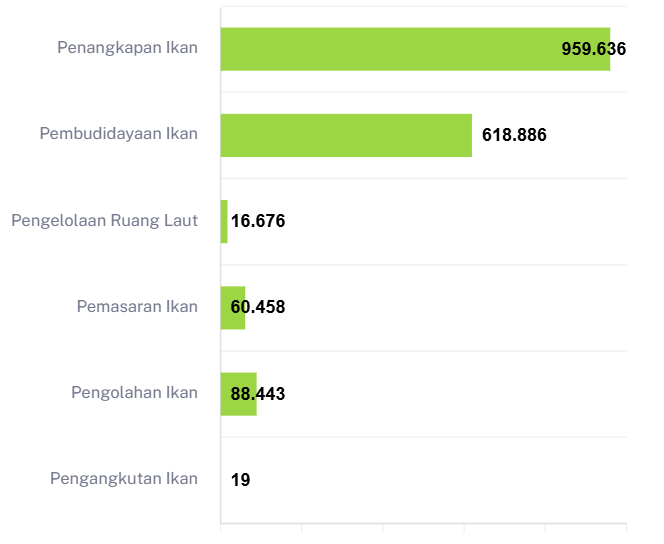 Penangkapan Ikan 959.636
Pembudidayaan Ikan 618.886
Pengelolaan Ruang Laut 16.676
Pemasaran Ikan 60.458
Pengolahan Ikan 88.443
Pengangkutan Ikan 19